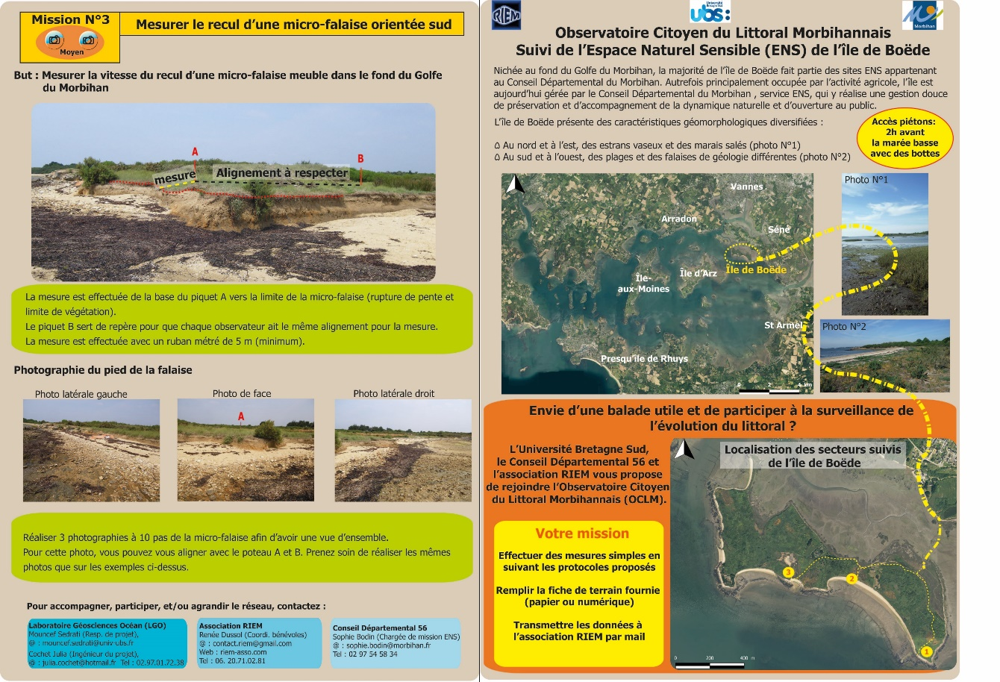 Mission N°3
Moyen
Mesurer le recul d'une micro-falaise orientée sud
But : Mesurer la vitesse du recul d'une micro-falaise meuble dans le fond du Golfe
du Morbihan
A
B
mesure
Alignement à respecter
La mesure est effectuée de la base du piquet A vers la limite de la micro-falaise (rupture de pente et
limite de végétation).
Le piquet B sert de repère pour que chaque observateur ait le même alignement pour la mesure.
La mesure est effectuée avec un ruban métré de 5 m (minimum).
Photographie du pied de la falaise
Photo latérale gauche
Photo de face
Photo latérale droit
A
Réaliser 3 photographies à 10 pas de la micro-falaise afin d'avoir une vue d'ensemble.
Pour cette photo, vous pouvez vous aligner avec le poteau A et B. Prenez soin de réaliser les mêmes
photos que sur les exemples ci-dessus.
Pour accompagner, participer, et/ou agrandir le réseau, contactez :
Laboratoire Géosciences Océan (LGO)
Mouncef Sedrati (Resp. de projet),
@ : mouncef.sedrati@univ-ubs.fr
Cochet Julia (Ingénieur du projet),
@ : julia.cochet@hotmail.fr Tel : 02.97.01.72.38
Association RIEM
Renée Dussol (Coordi. bénévoles)
@ : contact.riem@gmail.com
Web : riem-asso.com
Tel : 06. 20.71.02.81
Conseil Départemental 56
Sophie Bodin (Chargée de mission ENS)
@ : sophie.bodin@morbihan.fr
Tel : 02 97 54 58 34
RIEM
Université
Bretagne Sud
ubs:
Morbihan
Observatoire Citoyen du Littoral Morbihannais
Suivi de l'Espace Naturel Sensible (ENS) de l'île de Boëde
Nichée au fond du Golfe du Morbihan, la majorité de l'île de Boëde fait partie des sites ENS appartenant
au Conseil Départemental du Morbihan. Autrefois principalement occupée par l'activité agricole, l'île est
aujourd'hui gérée par le Conseil Départemental du Morbihan , service ENS, qui y réalise une gestion douce
de préservation et d'accompagnement de la dynamique naturelle et d'ouverture au public.
L'île de Boëde présente des caractéristiques géomorphologiques diversifiées :
Au nord et à l'est, des estrans vaseux et des marais salés (photo N°1)
Au sud et à l'ouest, des plages et des falaises de géologie différentes (photo N°2)
Accès piétons:
2h avant
la marée basse
avec des bottes
Vannes
Arradon
Séné
Île de Boëde
Île d'Arz
Île-
aux-Moines
St Armel
Presqu'île de Rhuys
0 2 4 km
Photo N°1
Photo N°2
Envie d'une balade utile et de participer à la surveillance de
l'évolution du littoral ?
L'Université Bretagne Sud,
le Conseil Départemental 56 et
l'association RIEM vous propose
de rejoindre l'Observatoire Citoyen
du Littoral Morbihannais (OCLM).
Votre mission
Effectuer des mesures simples en
suivant les protocoles proposés
Remplir la fiche de terrain fournie
(papier ou numérique)
Transmettre les données à
l'association RIEM par mail
Localisation des secteurs suivis
de l'île de Boëde
3
2
1
0 200 400 m